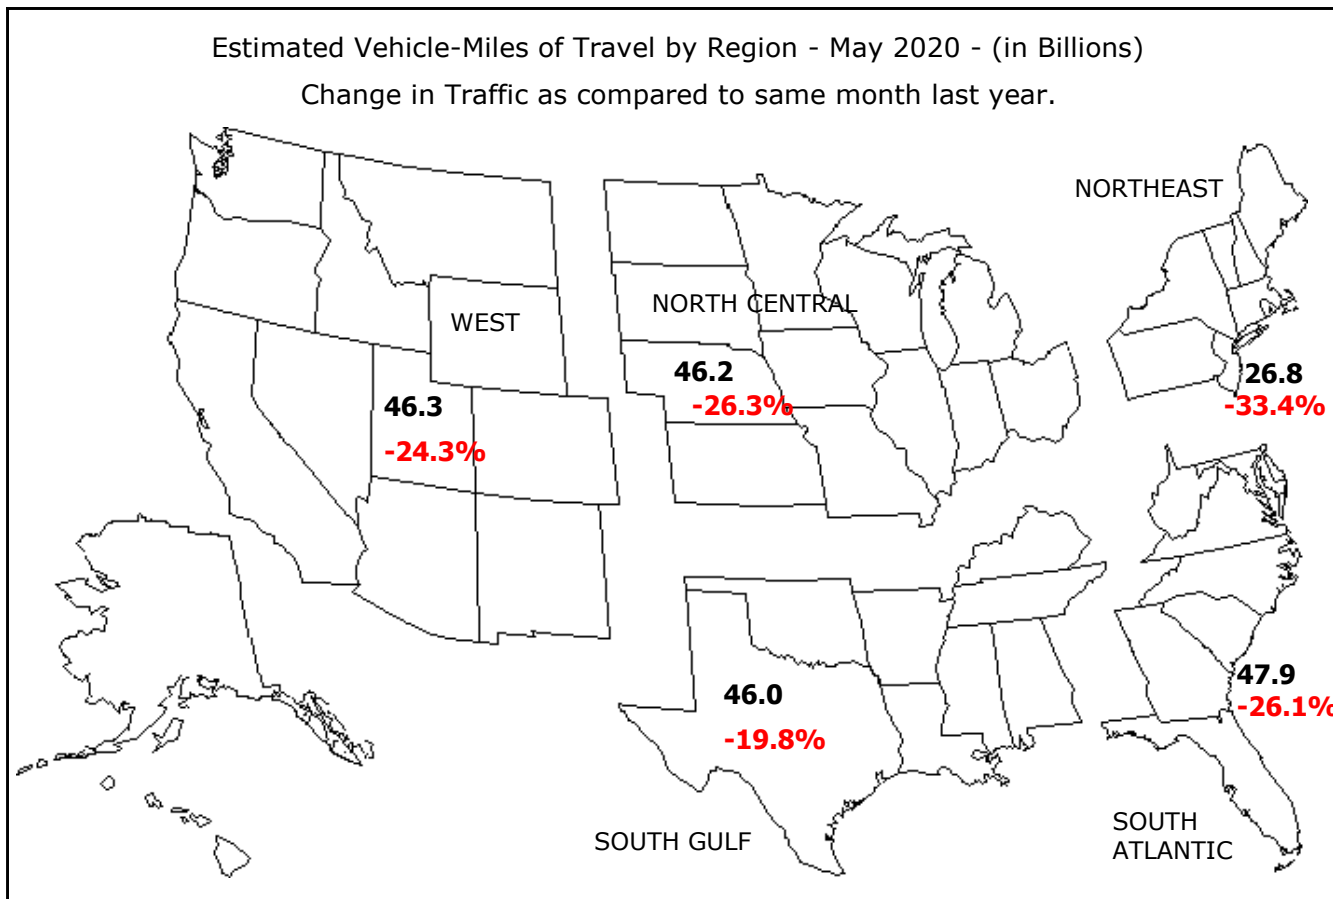 Estimated Vehicle-Miles of Travel by Region - May 2020 - (in Billions)
Change in Traffic as compared to same month last year.
NORTHEAST
26.8
-33.4%
NORTH CENTRAL
46.2
-26.3%
WEST
46.3
-24.3%
SOUTH GULF
46.0
-19.8%
SOUTH
ATLANTIC
47.9
-26.1%